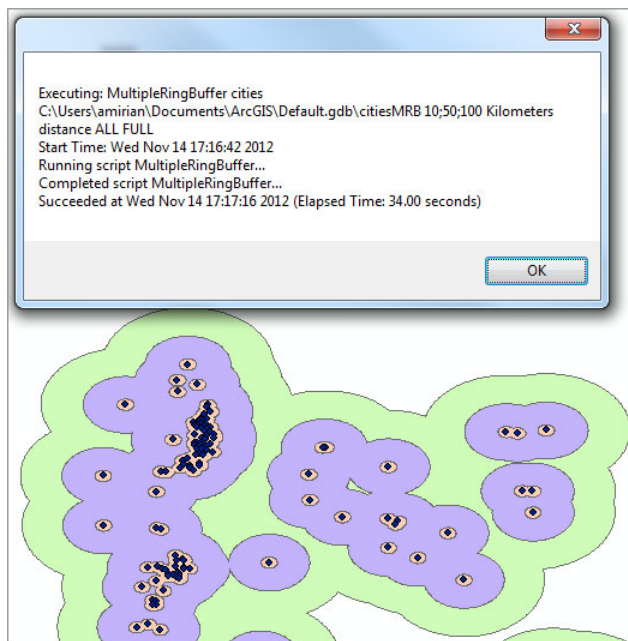 Executing: MultipleRingBuffer cities
C:\Users\amirian\Documents\ArcGIS\Default.gdb\citiesMRB 10;50;100 Kilometers
distance ALL FULL
Start Time: Wed Nov 14 17:16:42 2012
Running script MultipleRingBuffer...
Completed script MultipleRingBuffer...
Succeeded at Wed Nov 14 17:17:16 2012 (Elapsed Time: 34.00 seconds)
OK